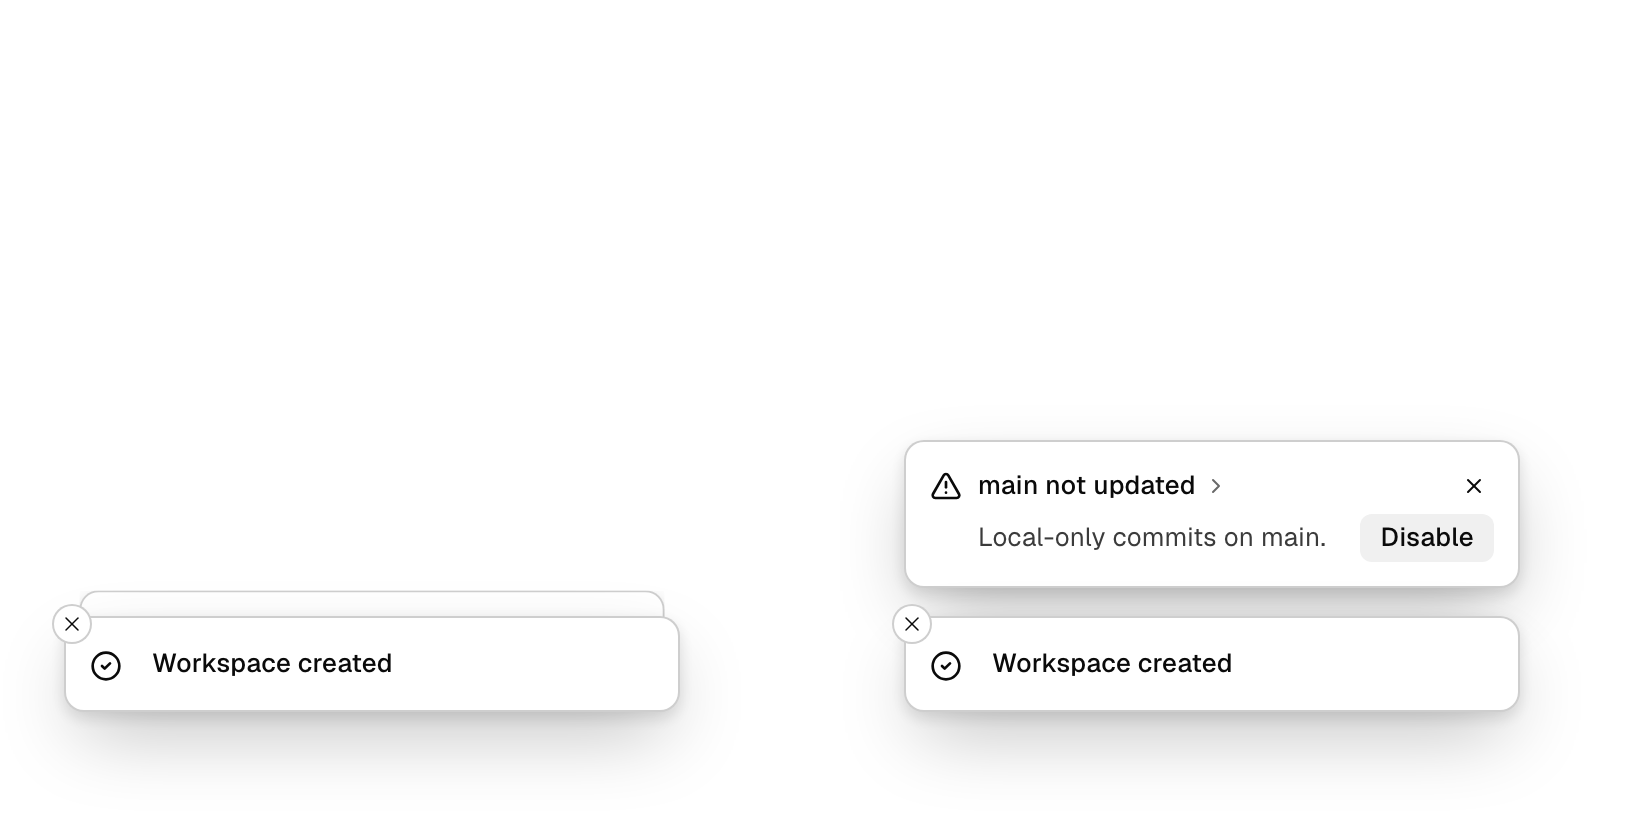 main not updated
Local-only commits on main.
Disable
Workspace created
Workspace created